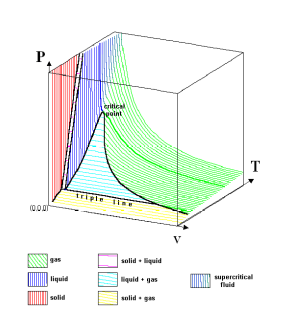 P
critical
point
T
triple line
(0,0,0)
v
gas
solid + liquid
liquid
liquid + gas
supercritical
fluid
solid
solid + gas